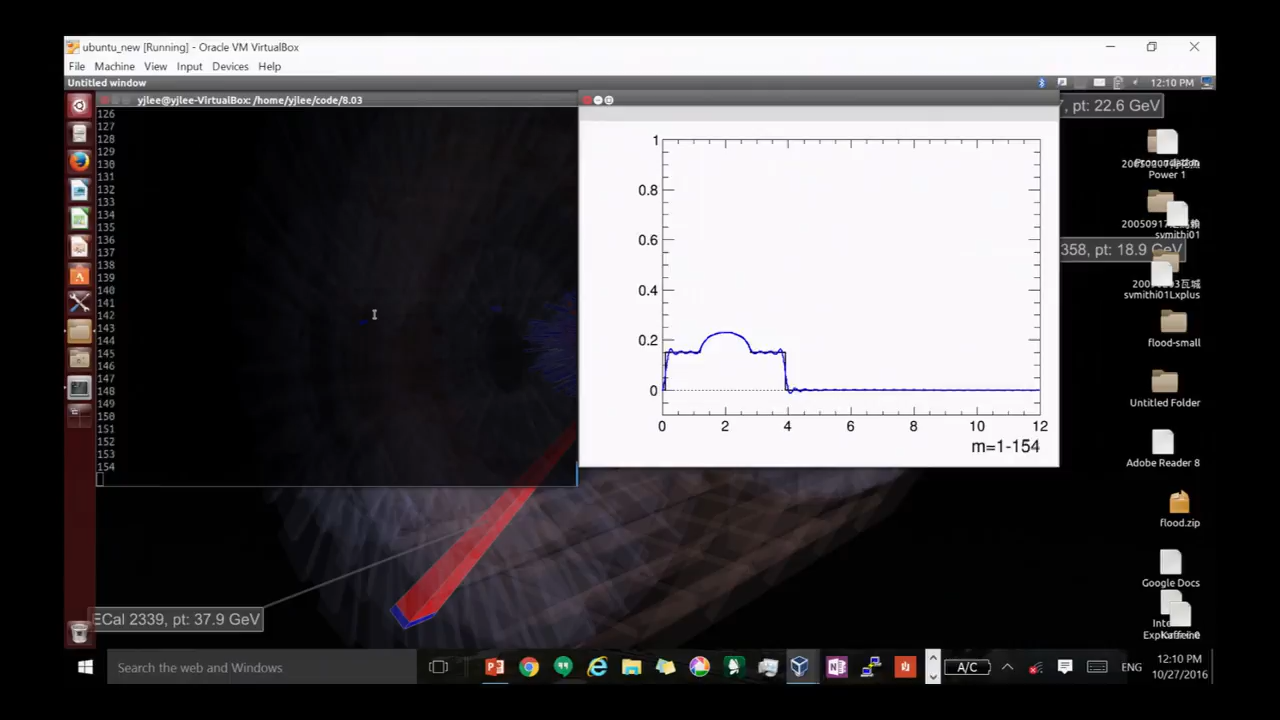 ubuntu_new [Running] - Oracle VM VirtualBox
File Machine View Input Devices Help
Untitled window
12:10 PM
yjlee@yjlee-VirtualBox: /home/yjlee/code/8.03
126
127
128
129
130
131
132
133
134
135
136
137
138
139
140
141
142
143
144
145
146
147
148
149
150
151
152
153
154
1
0.8
0.6
0.4
0.2
0
0 2 4 6 8 10 12
m=1-154
, pt: 22.6 GeV
Power 1
svmithi01
358, pt: 18.9 GeV
svmithi01Lxplus
flood-small
Untitled Folder
Adobe Reader 8
flood.zip
Google Docs
ECal 2339, pt: 37.9 GeV
Search the web and Windows
A/C
ENG
12:10 PM
10/27/2016